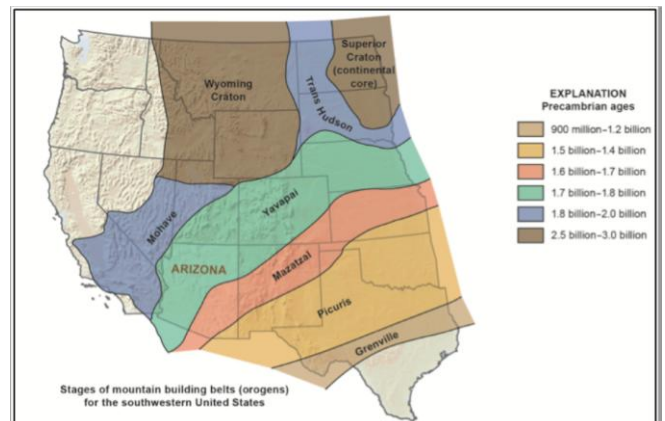 Wyoming
Craton
Superior
Craton
(continental
core)
Trans Hudson
Mohave
Yavapai
ARIZONA
Mazatzal
Picuris
Grenville
EXPLANATION
Precambrian ages
900 million–1.2 billion
1.5 billion–1.4 billion
1.6 billion–1.7 billion
1.7 billion–1.8 billion
1.8 billion–2.0 billion
2.5 billion–3.0 billion
Stages of mountain building belts (orogens)
for the southwestern United States